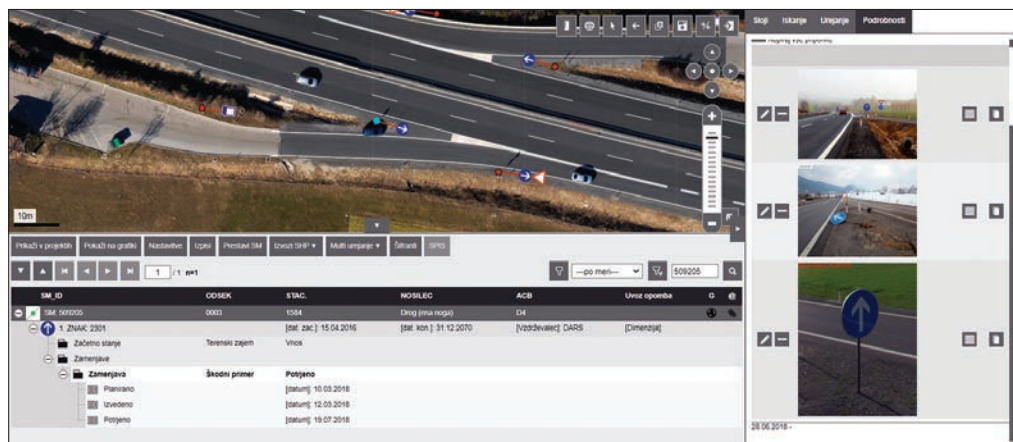 Sloji Iskanje Urejanje Podrobnosti
10m
Prikaži v projektih Pokaži na grafiki Nastavitve Izpisi Prestavi SM Izvozi SHP Multi urejanje Šifranti SPIS
1 / 1 n=1 ---po meri--- 509205
SM_ID ODSEK STAC. NOSILEC ACB Uvoz opomba G @
SM: 509205 0003 1584 Drog (ena noga) D4
1. ZNAK: 2301 [dat. zac.]: 15.04.2016 [dat. kon.]: 31.12.2070 [Vzdrževalec]: DARS [Dimenzija]:
Začetno stanje Terenski zajem Vnos
Zamenjave
Zamenjava Škodni primer Potrjeno
Planirano [datum]: 10.03.2018
Izvedeno [datum]: 12.03.2018
Potrjeno [datum]: 19.07.2018
28.06.2018 -